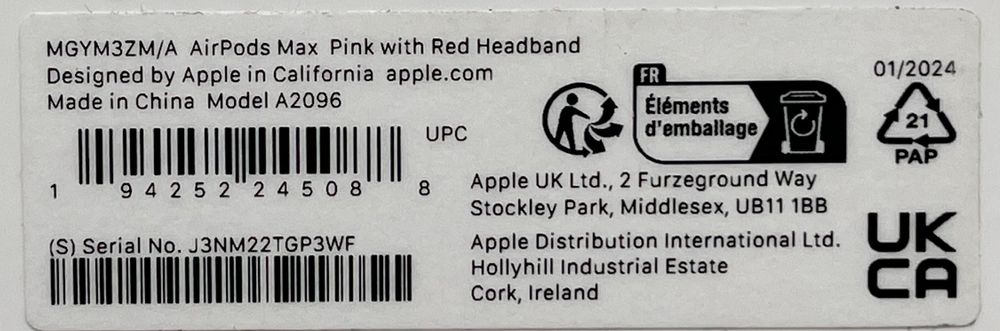 MGYM3ZM/A AirPods Max Pink with Red Headband
Designed by Apple in California apple.com
Made in China Model A2096
UPC
1 94252 24508 8
(S) Serial No. J3NM22TGP3WF
FR
Éléments
d'emballage
01/2024
21
PAP
Apple UK Ltd., 2 Furzeground Way
Stockley Park, Middlesex, UB11 1BB
Apple Distribution International Ltd.
Hollyhill Industrial Estate
Cork, Ireland
UK
CA